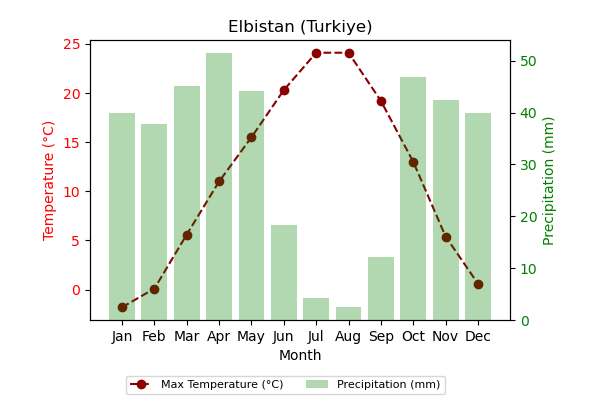 Elbistan (Turkiye)
25
20
15
10
5
0
Temperature (°C)
50
40
30
20
10
0
Precipitation (mm)
Jan Feb Mar Apr May Jun Jul Aug Sep Oct Nov Dec
Month
Max Temperature (°C) Precipitation (mm)